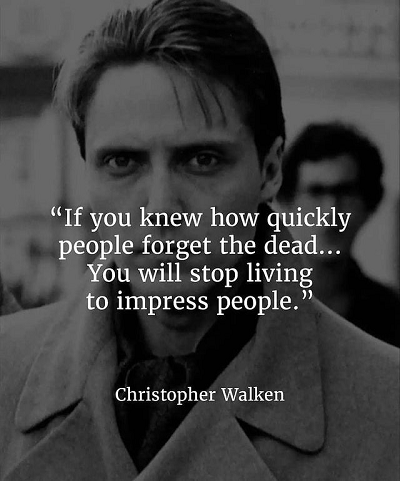 “If you knew how quickly
people forget the dead...
You will stop living
to impress people.”
Christopher Walken